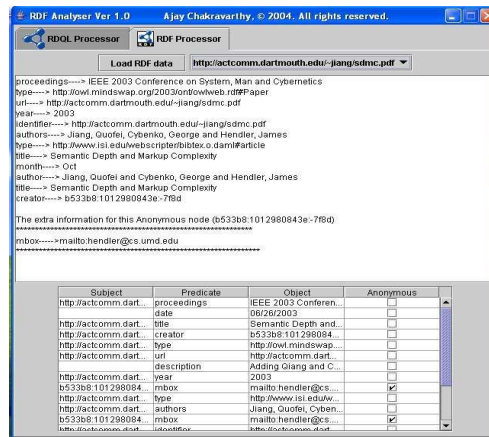 RDF Analyser Ver 1.0 Ajay Chakravarthy, © 2004. All rights reserved.
RDQL Processor RDF Processor
Load RDF data http://actcomm.dartmouth.edu/~jiang/sdmc.pdf
proceedings----> IEEE 2003 Conference on System, Man and Cybernetics
type----> http://owl.mindswap.org/2003/ont/owlweb.rdf#Paper
url----> http://actcomm.dartmouth.edu/~jiang/sdmc.pdf
year----> 2003
identifier----> http://actcomm.dartmouth.edu/~jiang/sdmc.pdf
authors----> Jiang, Quofei, Cybenko, George and Hendler, James
type----> http://www.isi.edu/webscripter/bibtex.o.daml#article
title----> Semantic Depth and Markup Complexity
month----> Oct
author----> Jiang, Quofei and Cybenko, George and Hendler, James
title----> Semantic Depth and Markup Complexity
creator----> b533b8:1012980843e:-7f8d
The extra information for this Anonymous node (b533b8:1012980843e:-7f8d)
************************************************************
mbox----->mailto:hendler@cs.umd.edu
**************************************************************
Subject Predicate Object Anonymous
http://actcomm.dart... proceedings IEEE 2003 Conferen...
date 06/26/2003
http://actcomm.dart... title Semantic Depth and...
http://actcomm.dart... creator b533b8:101298084...
http://actcomm.dart... type http://owl.mindswap...
http://actcomm.dart... url http://actcomm.dart...
description Adding Qiang and C...
http://actcomm.dart... year 2003
b533b8:101298084... mbox mailto:hendler@cs....
http://actcomm.dart... type http://www.isi.edu/w...
http://actcomm.dart... authors Jiang, Quofei, Cyben...
b533b8:101298084... mbox mailto:hendler@cs....
http://actcomm.dart... identifier http://actcomm.dart...